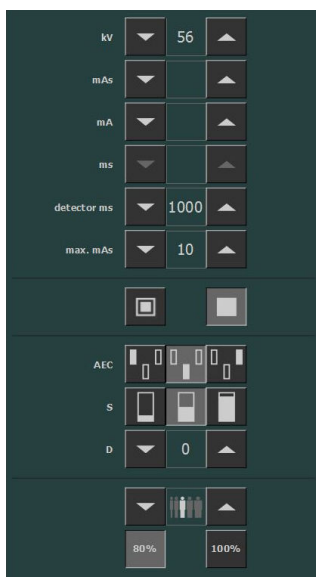 kV 56
mAs
mA
ms
detector ms 1000
max. mAs 10
AEC
S
D 0
80% 100%